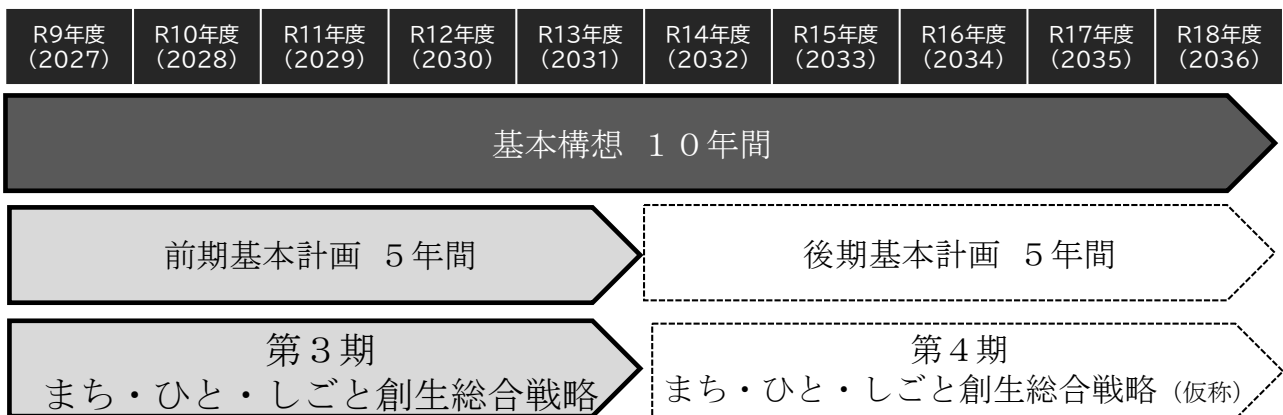 R9年度 R10年度 R11年度 R12年度 R13年度 R14年度 R15年度 R16年度 R17年度 R18年度
（2027） （2028） （2029） （2030） （2031） （2032） （2033） （2034） （2035） （2036）
基本構想 １０年間
前期基本計画 ５年間 後期基本計画 ５年間
第３期 第４期
まち・ひと・しごと創生総合戦略 まち・ひと・しごと創生総合戦略（仮称）